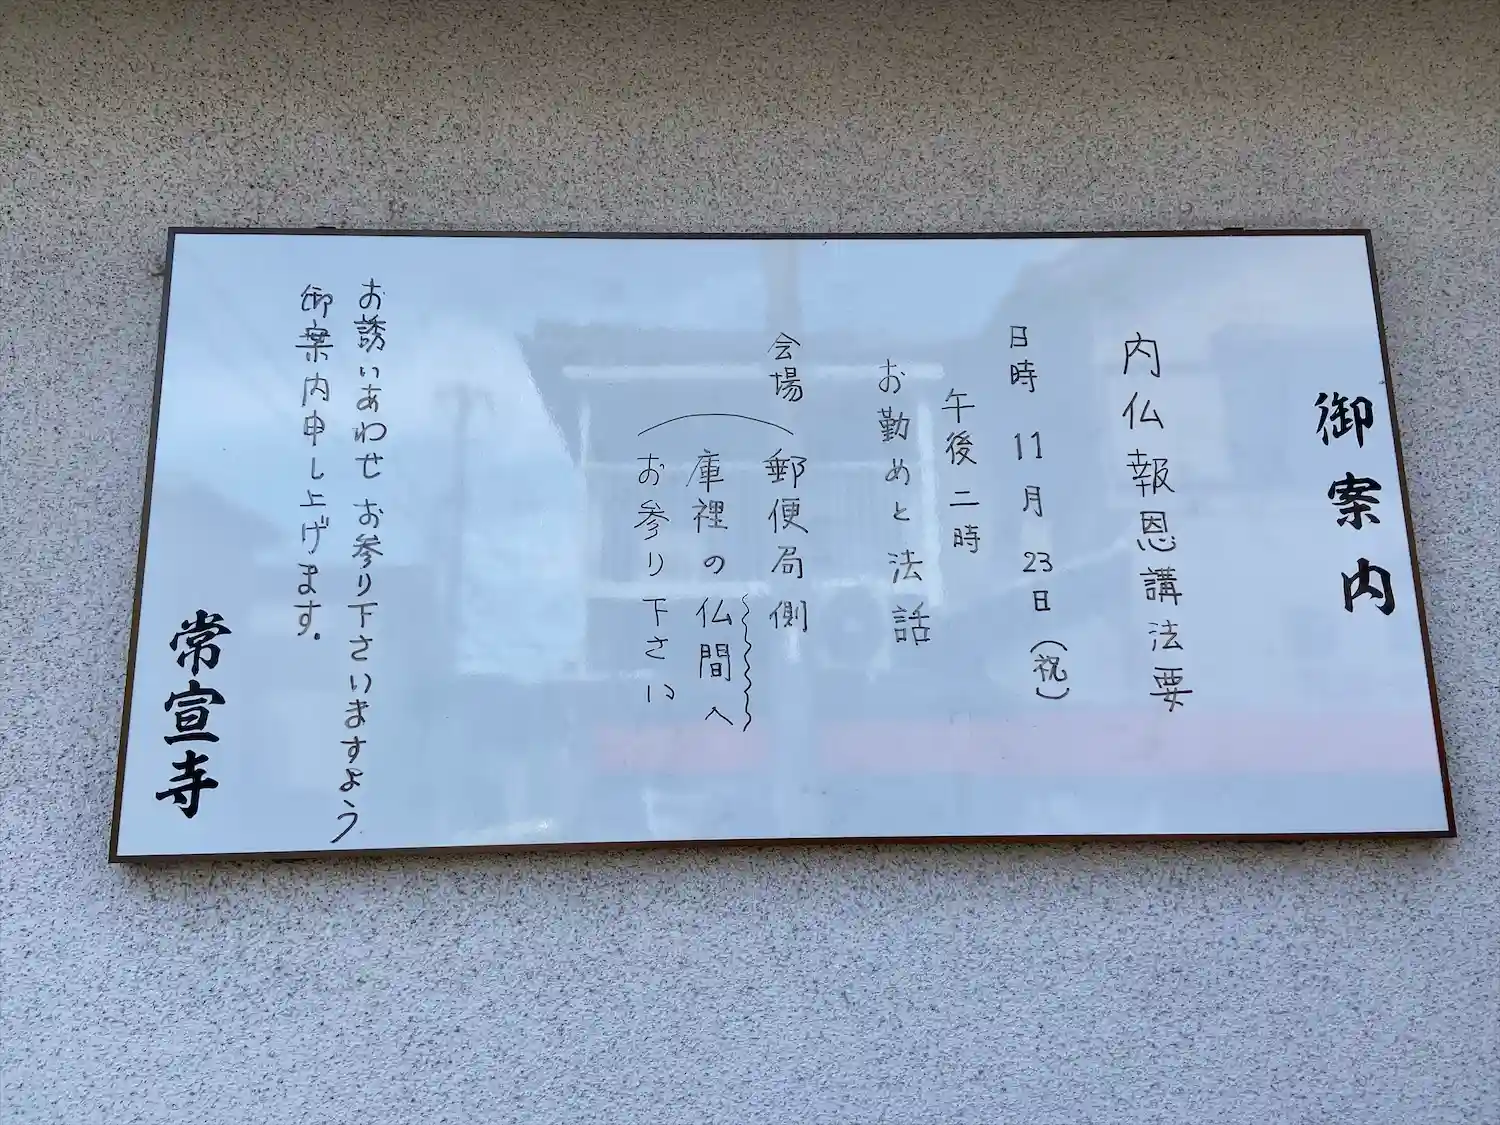 御案内
内仏報恩講法要
日時 11月23日（祝）
午後二時
お勤めと法話
会場 郵便局側
庫裡の仏間へ
お参り下さい
お誘いあわせお参り下さいますよう
御案内申し上げます。
常宣寺